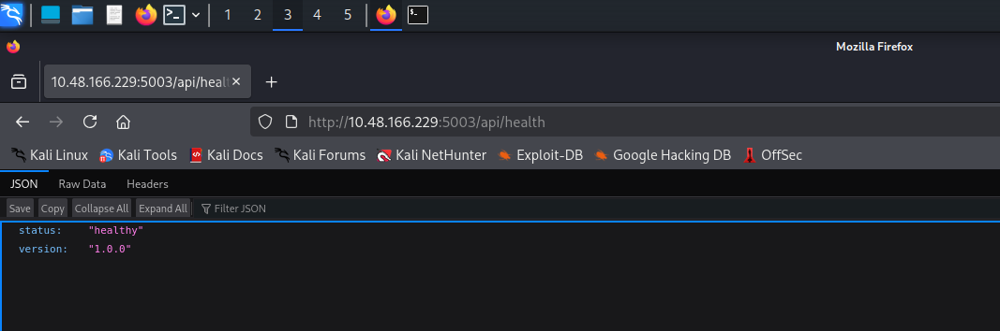 1 2 3 4 5
Mozilla Firefox
10.48.166.229:5003/api/heal
http://10.48.166.229:5003/api/health
Kali Linux Kali Tools Kali Docs Kali Forums Kali NetHunter Exploit-DB Google Hacking DB OffSec
JSON Raw Data Headers
Save Copy Collapse All Expand All Filter JSON
status: "healthy"
version: "1.0.0"